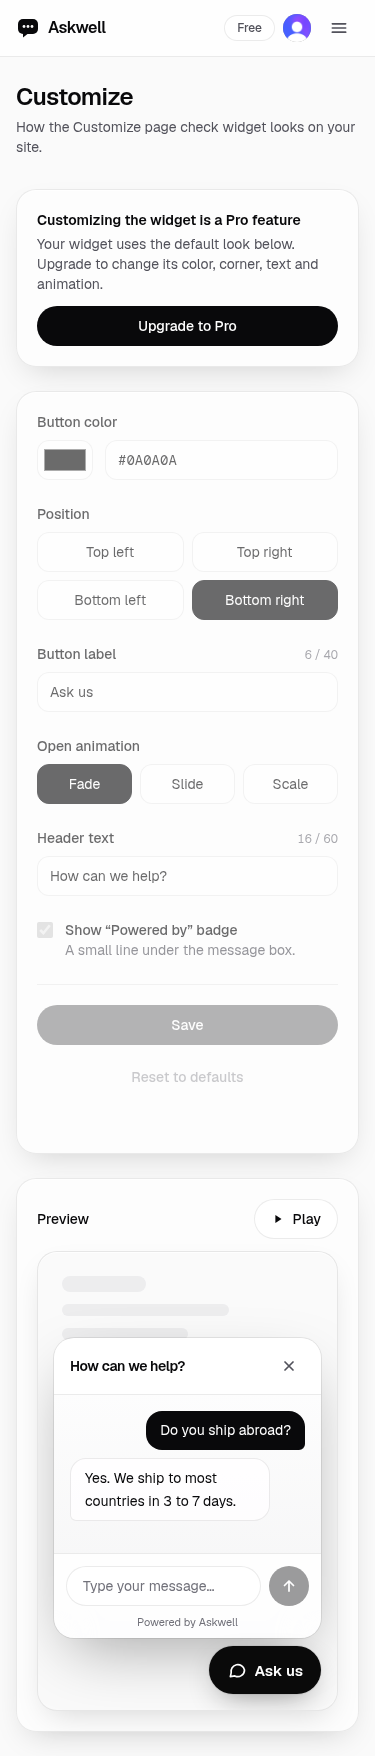 Askwell
Free
Customize
How the Customize page check widget looks on your
site.
Customizing the widget is a Pro feature
Your widget uses the default look below.
Upgrade to change its color, corner, text and
animation.
Upgrade to Pro
Button color
#0A0A0A
Position
Top left
Top right
Bottom left
Bottom right
Button label
6 / 40
Ask us
Open animation
Fade
Slide
Scale
Header text
16 / 60
How can we help?
Show “Powered by” badge
A small line under the message box.
Save
Reset to defaults
Preview
Play
How can we help?
Do you ship abroad?
Yes. We ship to most
countries in 3 to 7 days.
Type your message...
Powered by Askwell
Ask us